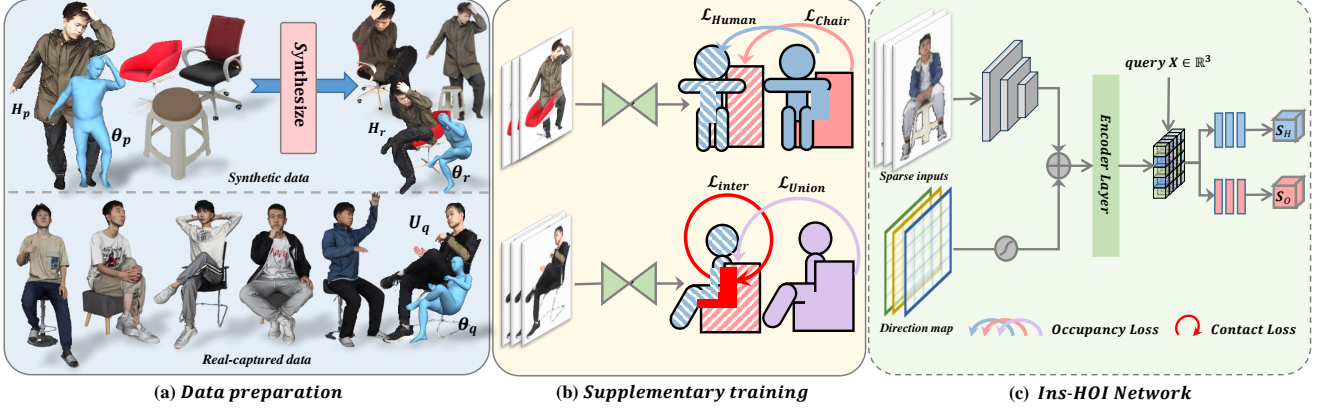 H_p
θ_p
Synthesize
H_r
θ_r
Synthetic data
U_q
θ_q
Real-captured data
(a) Data preparation
ℒ_Human
ℒ_Chair
ℒ_inter
ℒ_Union
(b) Supplementary training
Sparse inputs
Direction map
Encoder Layer
query X ∈ ℝ³
S_H
S_O
Occupancy Loss
Contact Loss
(c) Ins-HOI Network